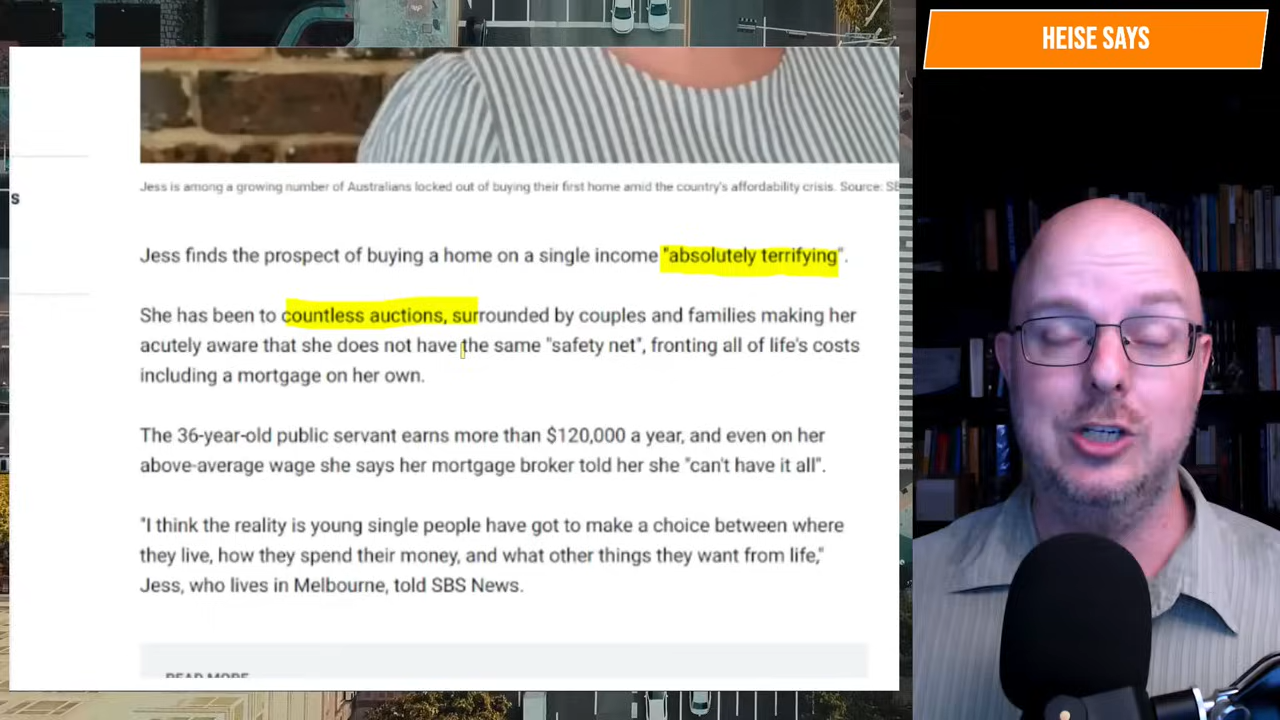 HEISE SAYS
s
Jess is among a growing number of Australians locked out of buying their first home amid the country's affordability crisis. Source:
Jess finds the prospect of buying a home on a single income "absolutely terrifying".
She has been to countless auctions, surrounded by couples and families making her
acutely aware that she does not have the same "safety net", fronting all of life's costs
including a mortgage on her own.
The 36-year-old public servant earns more than $120,000 a year, and even on her
above-average wage she says her mortgage broker told her she "can't have it all".
"I think the reality is young single people have got to make a choice between where
they live, how they spend their money, and what other things they want from life,"
Jess, who lives in Melbourne, told SBS News.
READ MORE